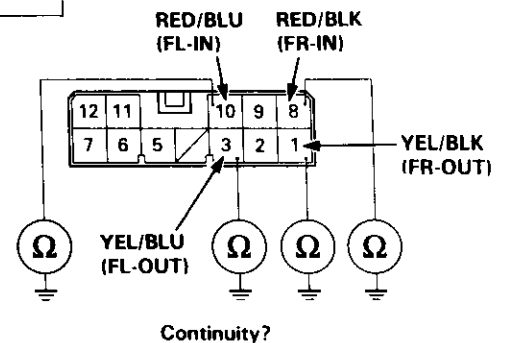 RED/BLU RED/BLK
(FL-IN) (FR-IN)
12 11 10 9 8
7 6 5 3 2 1
YEL/BLK
(FR-OUT)
YEL/BLU
(FL-OUT)
Ω Ω Ω Ω
Continuity?